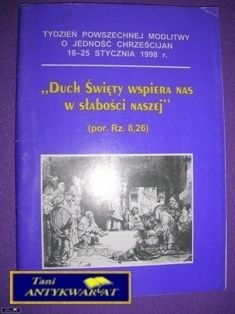 TYDZIEŃ POWSZECHNEJ MODLITWY
O JEDNOŚĆ CHRZEŚCIJAN
18–25 STYCZNIA 1998 r.
„Duch Święty wspiera nas
w słabości naszej”
(por. Rz. 8,26)
Tani
ANTYKWARIAT